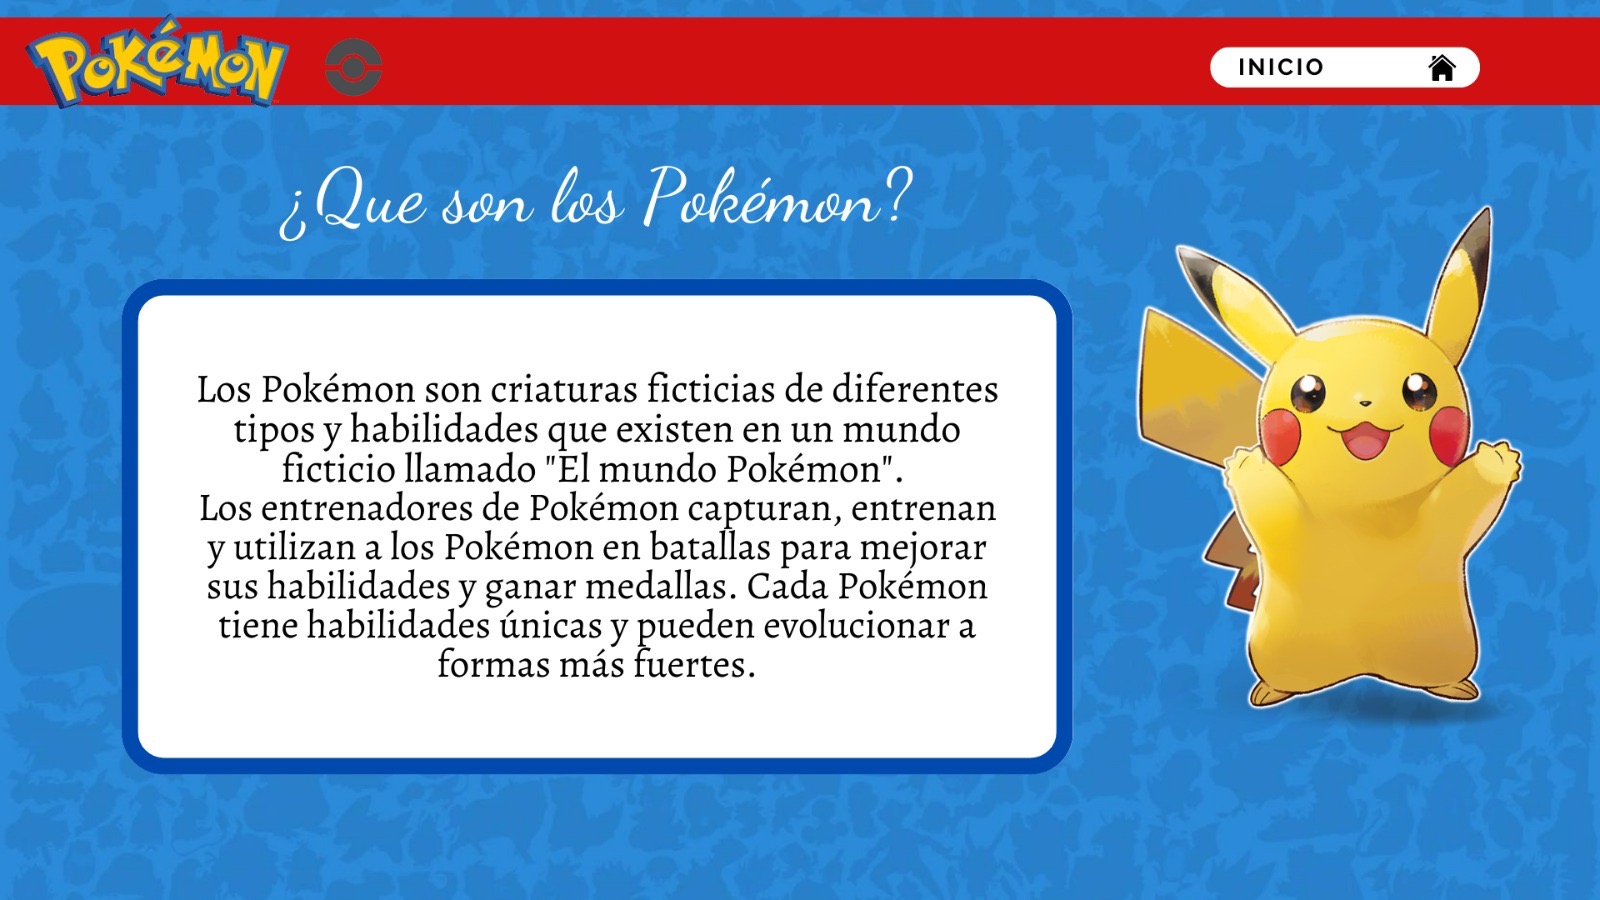 Pokémon
INICIO
¿Que son los Pokémon?
Los Pokémon son criaturas ficticias de diferentes
tipos y habilidades que existen en un mundo
ficticio llamado "El mundo Pokémon".
Los entrenadores de Pokémon capturan, entrenan
y utilizan a los Pokémon en batallas para mejorar
sus habilidades y ganar medallas. Cada Pokémon
tiene habilidades únicas y pueden evolucionar a
formas más fuertes.